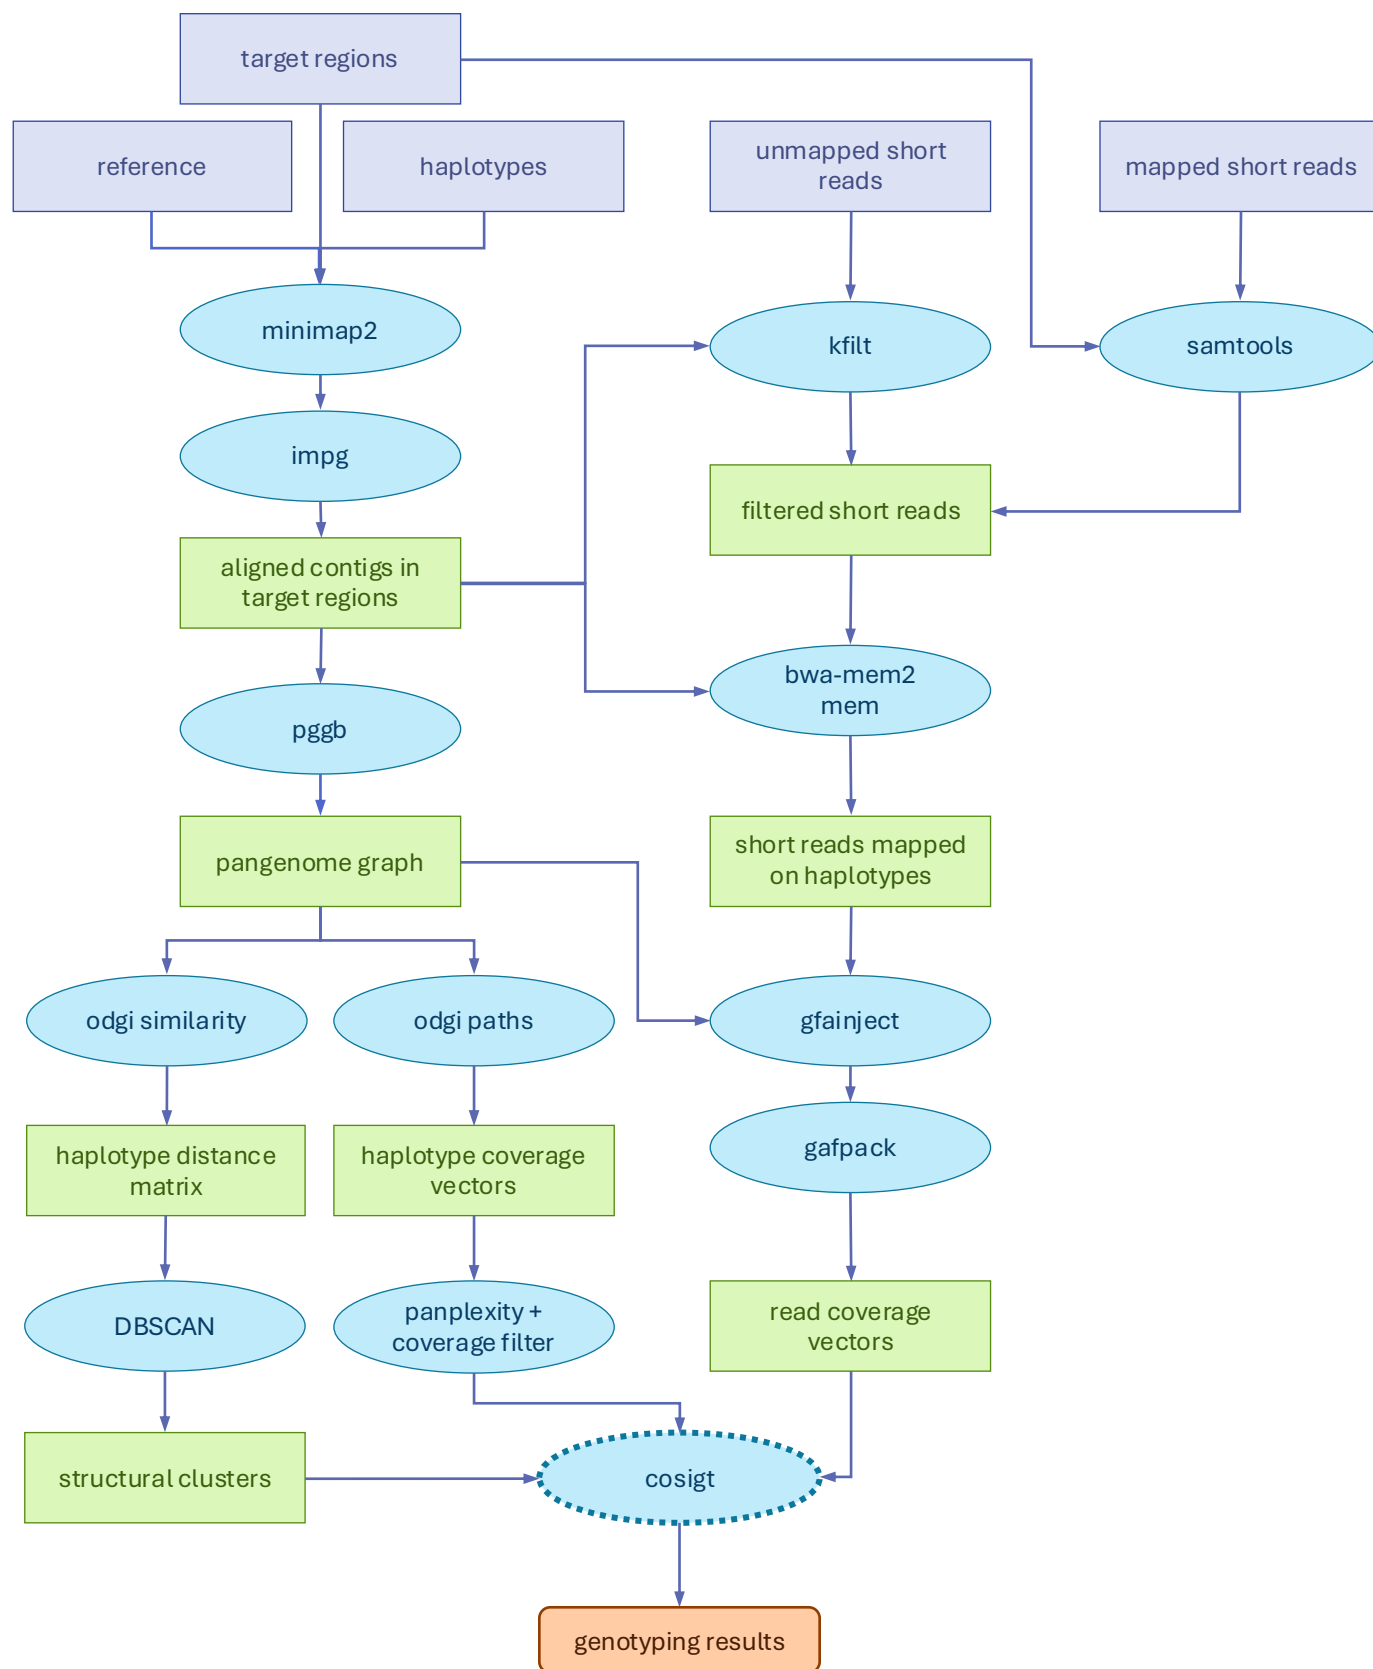 target regions
reference
haplotypes
unmapped short
reads
mapped short reads
minimap2
kfilt
samtools
impg
filtered short reads
aligned contigs in
target regions
bwa-mem2
mem
pggb
pangenome graph
short reads mapped
on haplotypes
odgi similarity
odgi paths
gfainject
haplotype distance
matrix
haplotype coverage
vectors
gafpack
DBSCAN
panplexity +
coverage filter
read coverage
vectors
structural clusters
cosigt
genotyping results